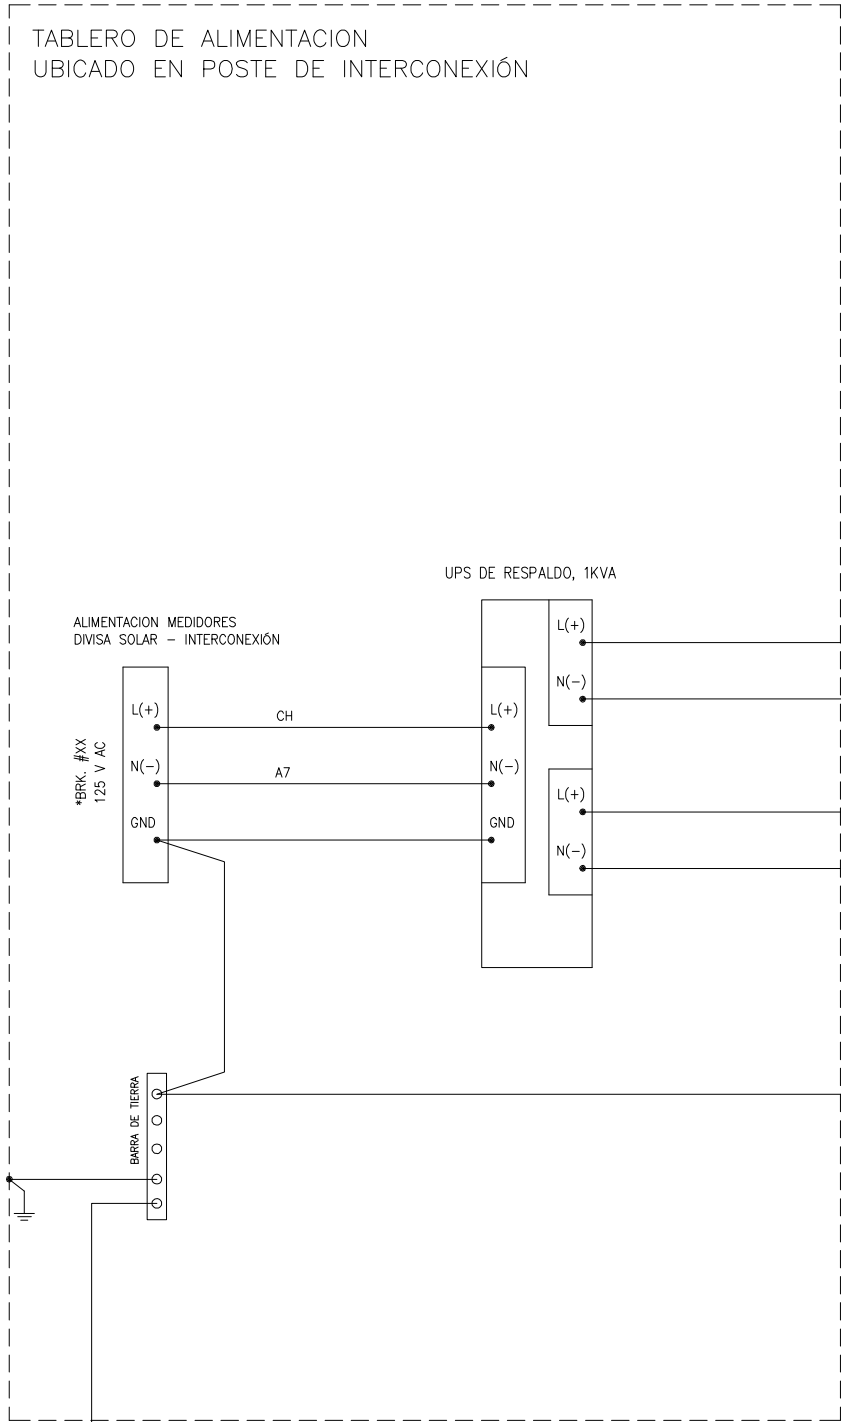 TABLERO DE ALIMENTACION
UBICADO EN POSTE DE INTERCONEXIÓN
UPS DE RESPALDO, 1KVA
ALIMENTACION MEDIDORES
DIVISA SOLAR – INTERCONEXIÓN
*BRK. #XX
125 V AC
L(+)
N(–)
GND
CH
A7
L(+)
N(–)
GND
L(+)
N(–)
L(+)
N(–)
BARRA DE TIERRA